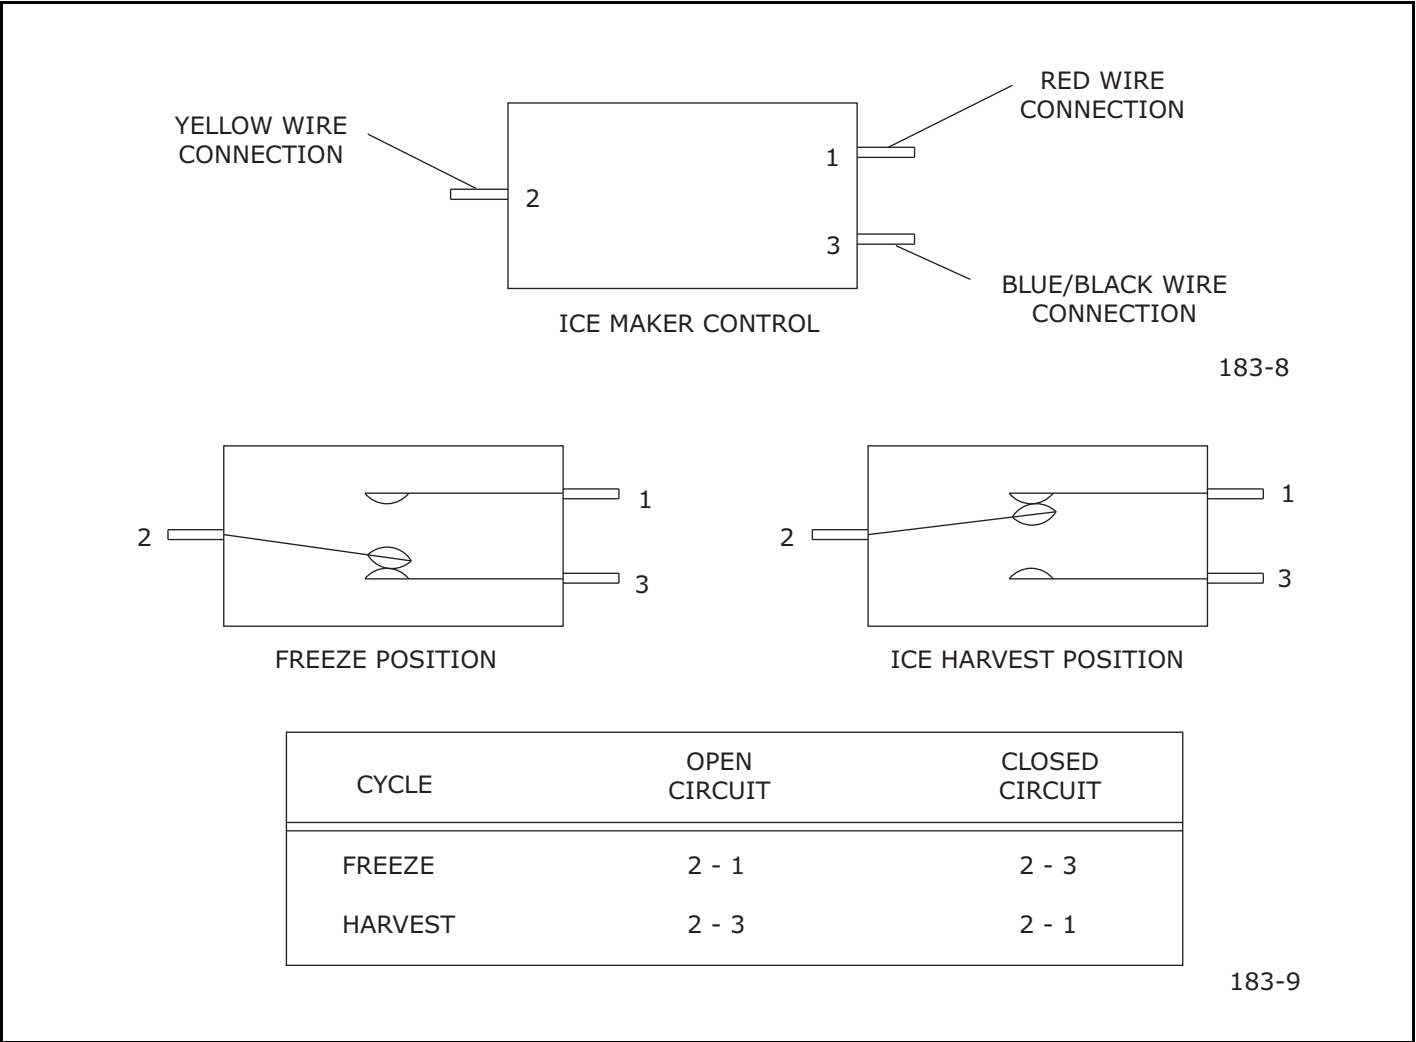 YELLOW WIRE
CONNECTION
RED WIRE
CONNECTION
1
2
3
BLUE/BLACK WIRE
CONNECTION
ICE MAKER CONTROL
183-8
1
2
3
FREEZE POSITION
1
2
3
ICE HARVEST POSITION
CYCLE
OPEN
CIRCUIT
CLOSED
CIRCUIT
FREEZE 2 - 1 2 - 3
HARVEST 2 - 3 2 - 1
183-9